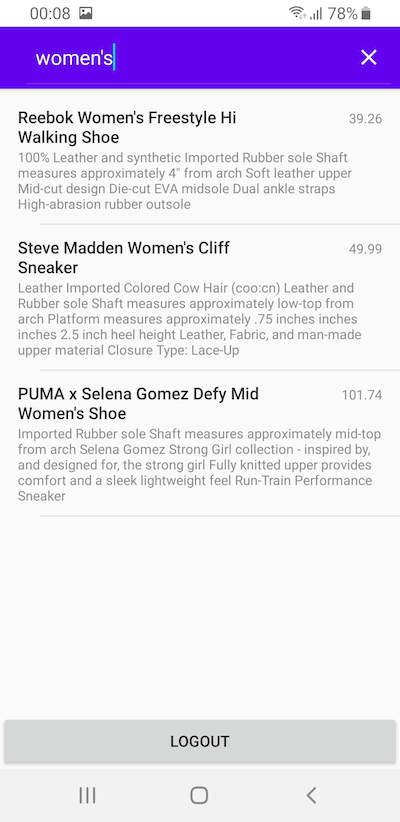 00:08 78%
women's
Reebok Women's Freestyle Hi 39.26
Walking Shoe
100% Leather and synthetic Imported Rubber sole Shaft
measures approximately 4" from arch Soft leather upper
Mid-cut design Die-cut EVA midsole Dual ankle straps
High-abrasion rubber outsole
Steve Madden Women's Cliff 49.99
Sneaker
Leather Imported Colored Cow Hair (coo:cn) Leather and
Rubber sole Shaft measures approximately low-top from
arch Platform measures approximately .75 inches inches
inches 2.5 inch heel height Leather, Fabric, and man-made
upper material Closure Type: Lace-Up
PUMA x Selena Gomez Defy Mid 101.74
Women's Shoe
Imported Rubber sole Shaft measures approximately mid-top
from arch Selena Gomez Strong Girl collection - inspired by,
and designed for, the strong girl Fully knitted upper provides
comfort and a sleek lightweight feel Run-Train Performance
Sneaker
LOGOUT